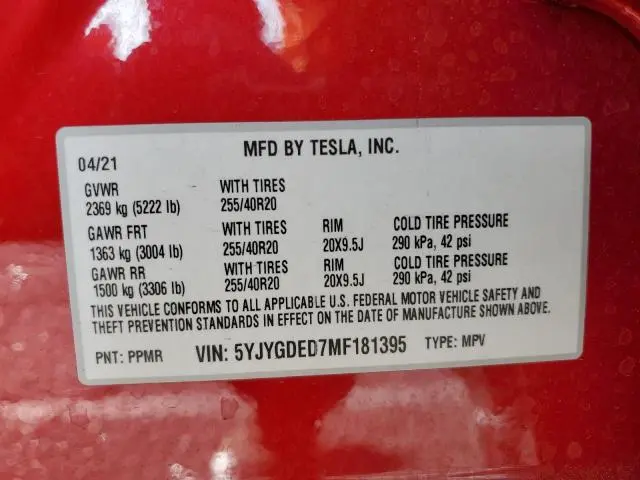 MFD BY TESLA, INC.
04/21
GVWR WITH TIRES
2369 kg (5222 lb) 255/40R20
GAWR FRT WITH TIRES RIM COLD TIRE PRESSURE
1363 kg (3004 lb) 255/40R20 20X9.5J 290 kPa, 42 psi
GAWR RR WITH TIRES RIM COLD TIRE PRESSURE
1500 kg (3306 lb) 255/40R20 20X9.5J 290 kPa, 42 psi
THIS VEHICLE CONFORMS TO ALL APPLICABLE U.S. FEDERAL MOTOR VEHICLE SAFETY AND
THEFT PREVENTION STANDARDS IN EFFECT ON THE DATE OF MANUFACTURE SHOWN ABOVE.
PNT: PPMR VIN: 5YJYGDED7MF181395 TYPE: MPV